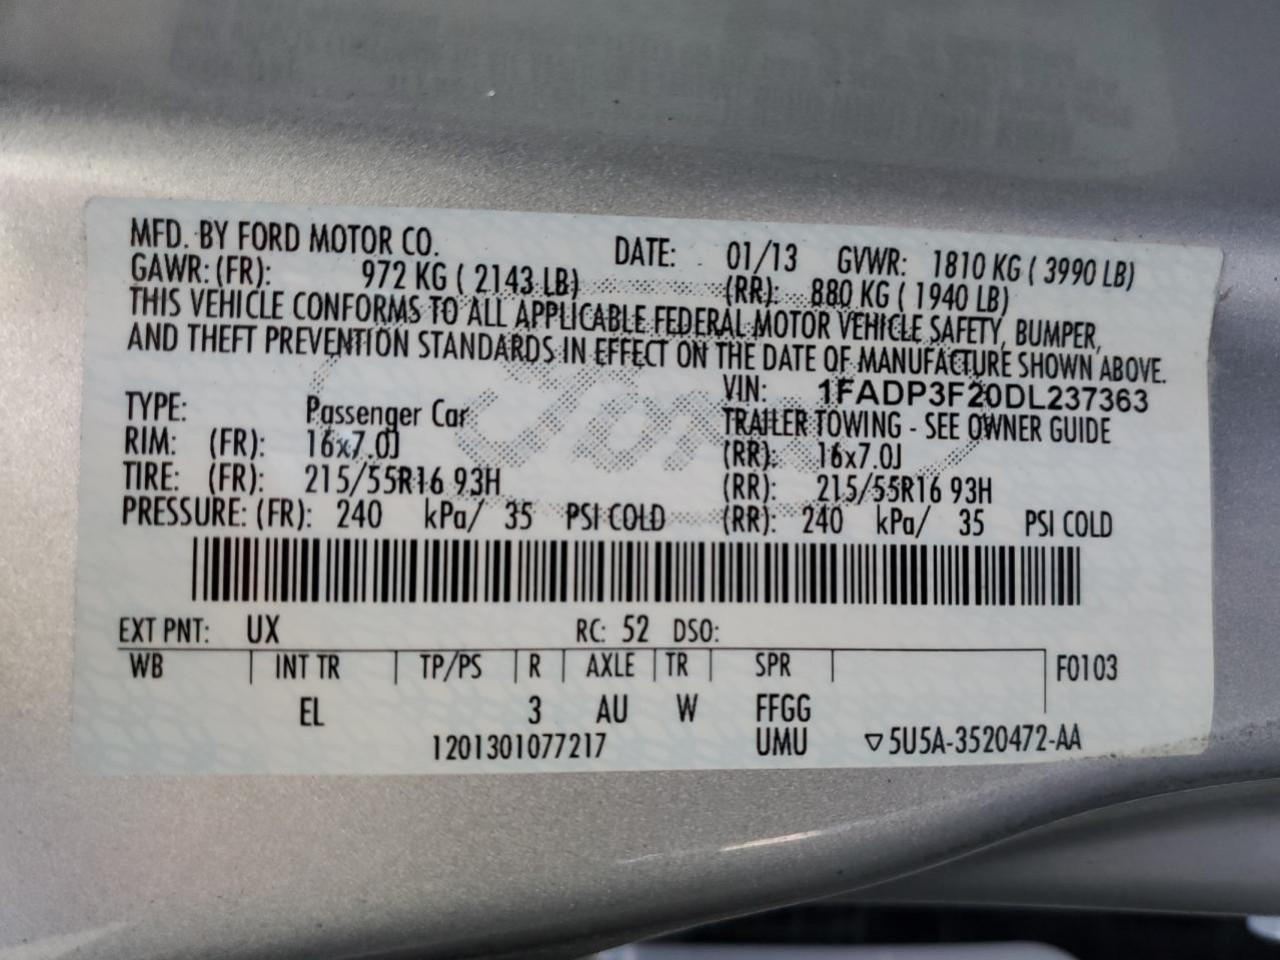 MFD. BY FORD MOTOR CO. DATE: 01/13 GVWR: 1810 KG ( 3990 LB)
GAWR: (FR): 972 KG ( 2143 LB) (RR): 880 KG ( 1940 LB)
THIS VEHICLE CONFORMS TO ALL APPLICABLE FEDERAL MOTOR VEHICLE SAFETY, BUMPER,
AND THEFT PREVENTION STANDARDS IN EFFECT ON THE DATE OF MANUFACTURE SHOWN ABOVE.
VIN: 1FADP3F20DL237363
TYPE: Passenger Car TRAILER TOWING - SEE OWNER GUIDE
RIM: (FR): 16x7.0J (RR): 16x7.0J
TIRE: (FR): 215/55R16 93H (RR): 215/55R16 93H
PRESSURE: (FR): 240 kPa/ 35 PSI COLD (RR): 240 kPa/ 35 PSI COLD
EXT PNT: UX RC: 52 DSO:
WB INT TR TP/PS R AXLE TR SPR F0103
EL 3 AU W FFGG
1201301077217 UMU ▽5U5A-3520472-AA
Ford